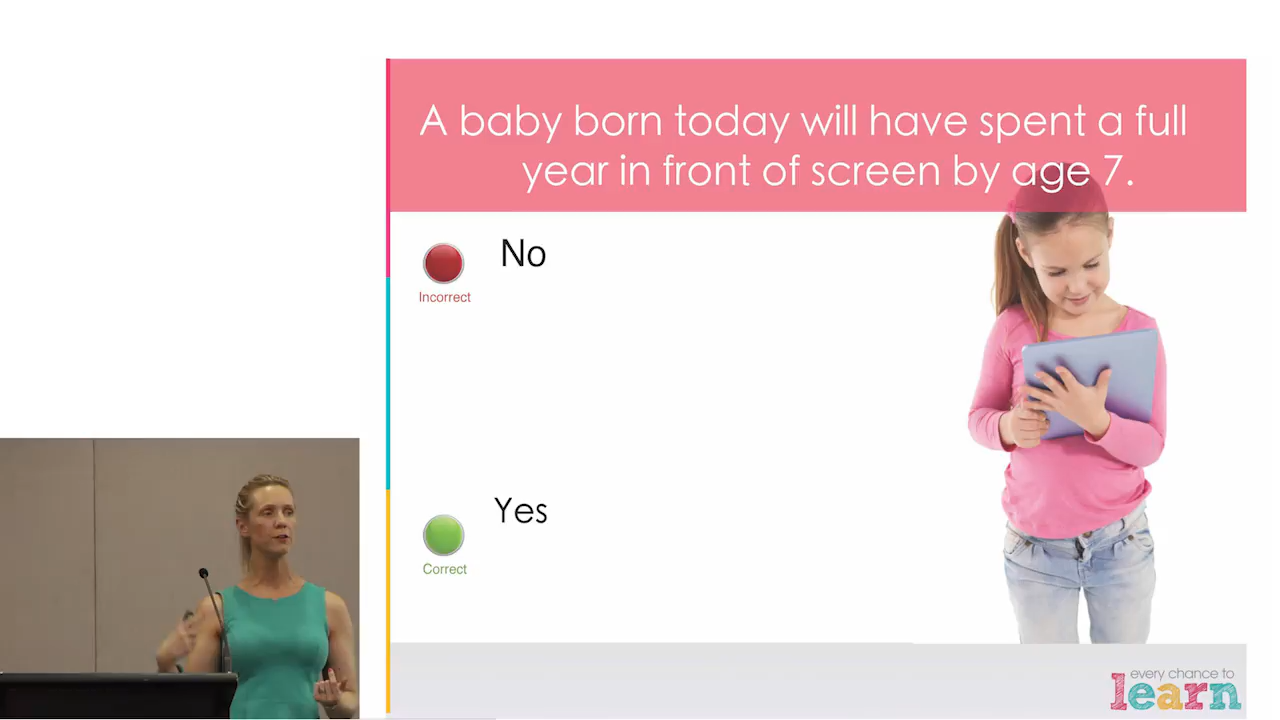 A baby born today will have spent a full
year in front of screen by age 7.
No
Incorrect
Yes
Correct
every chance to
learn